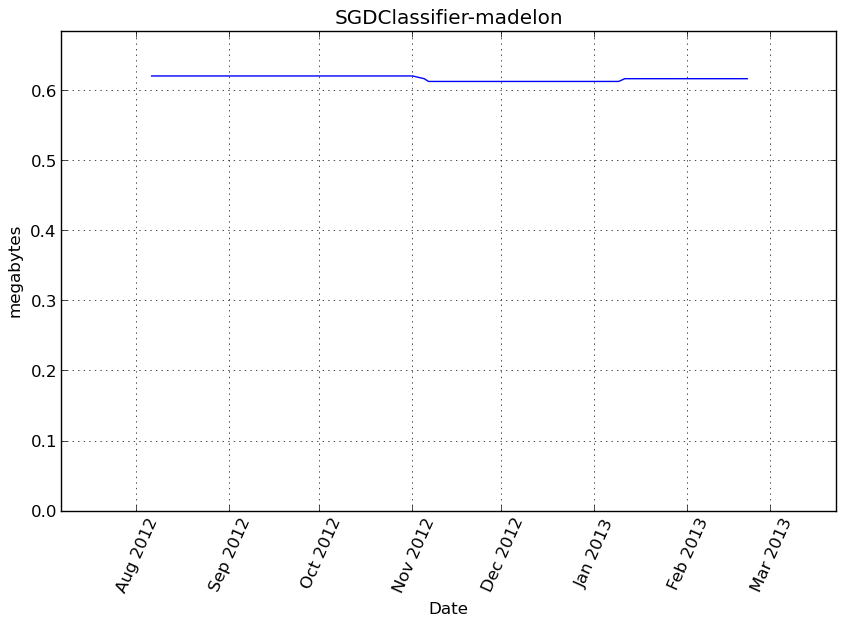 SGDClassifier-madelon
megabytes
0.6
0.5
0.4
0.3
0.2
0.1
0.0
Aug 2012
Sep 2012
Oct 2012
Nov 2012
Dec 2012
Jan 2013
Feb 2013
Mar 2013
Date